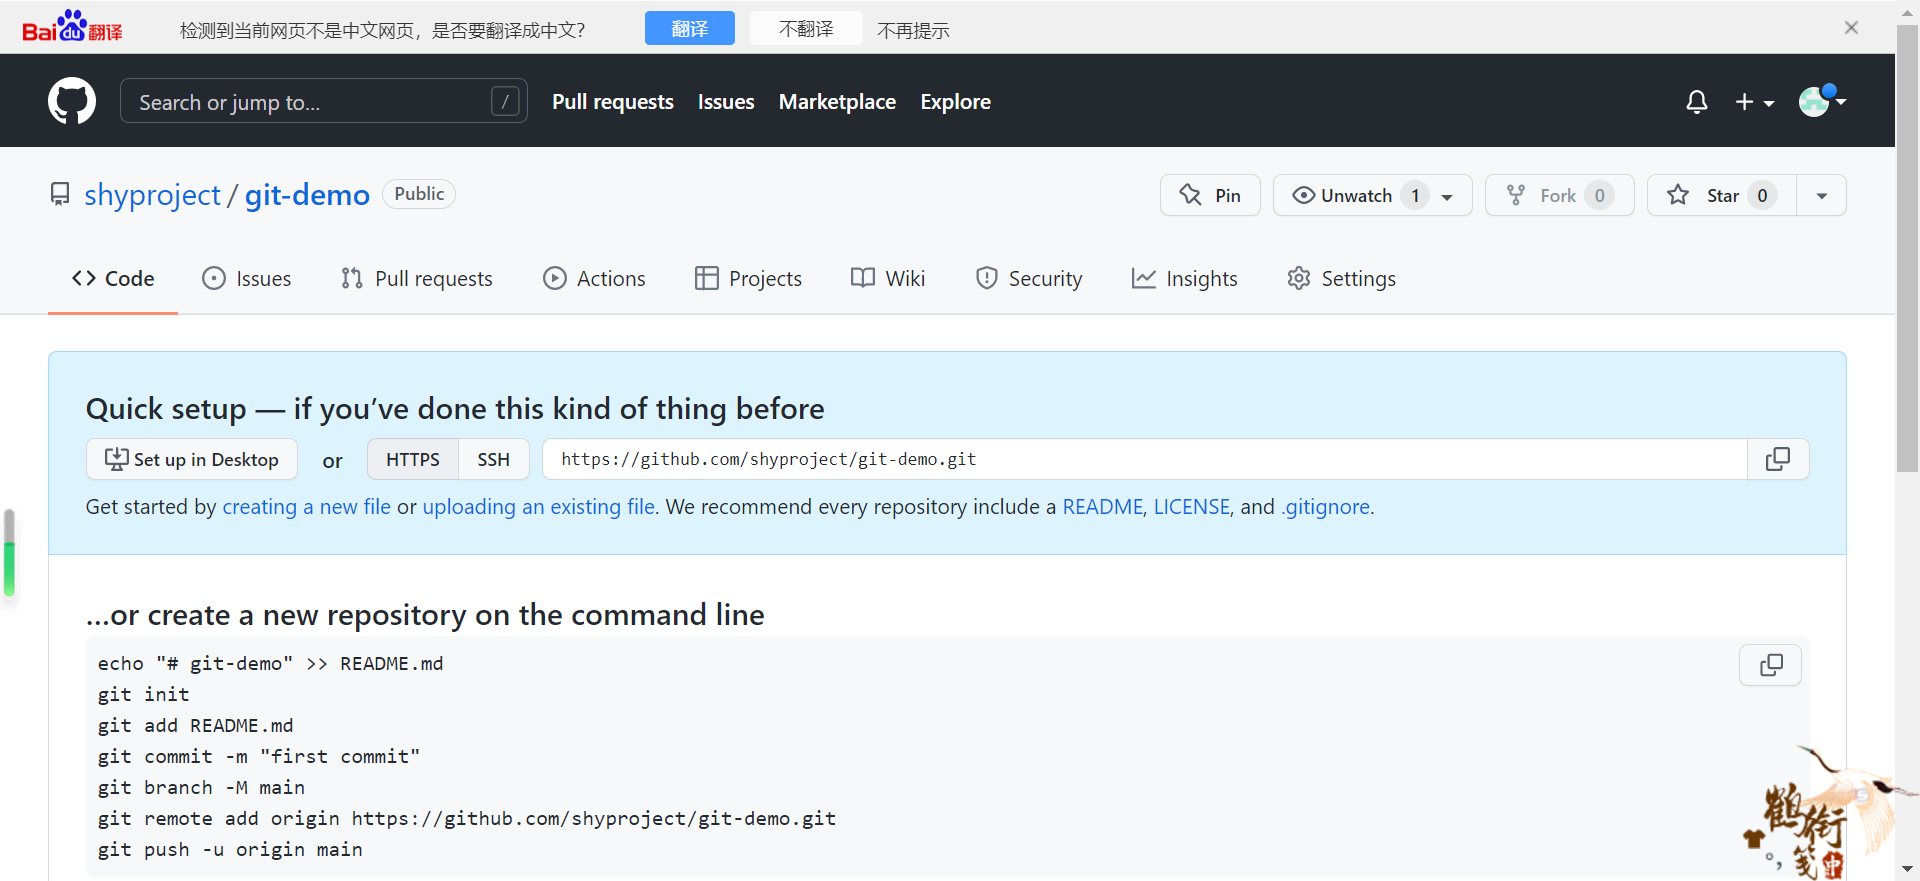 Bai du 翻译 检测到当前网页不是中文网页，是否要翻译成中文? 翻译 不翻译 不再提示
Search or jump to... / Pull requests Issues Marketplace Explore
shyproject / git-demo Public Pin Unwatch 1 Fork 0 Star 0
Code Issues Pull requests Actions Projects Wiki Security Insights Settings
Quick setup — if you’ve done this kind of thing before
Set up in Desktop or HTTPS SSH https://github.com/shyproject/git-demo.git
Get started by creating a new file or uploading an existing file. We recommend every repository include a README, LICENSE, and .gitignore.
…or create a new repository on the command line
echo "# git-demo" >> README.md
git init
git add README.md
git commit -m "first commit"
git branch -M main
git remote add origin https://github.com/shyproject/git-demo.git
git push -u origin main
鹤衔笺
中